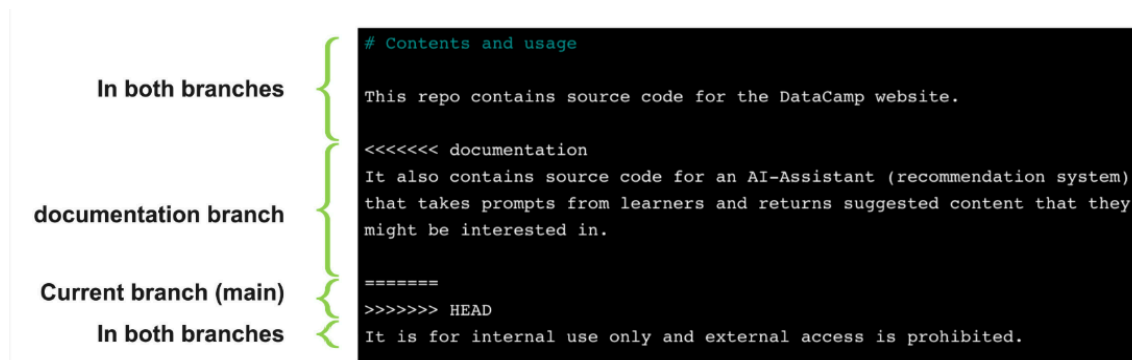 # Contents and usage
In both branches
This repo contains source code for the DataCamp website.
<<<<<<< documentation
It also contains source code for an AI-Assistant (recommendation system)
documentation branch
that takes prompts from learners and returns suggested content that they
might be interested in.
=======
Current branch (main)
>>>>>>> HEAD
In both branches
It is for internal use only and external access is prohibited.